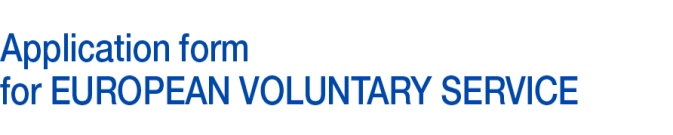 Application form
for EUROPEAN VOLUNTARY SERVICE